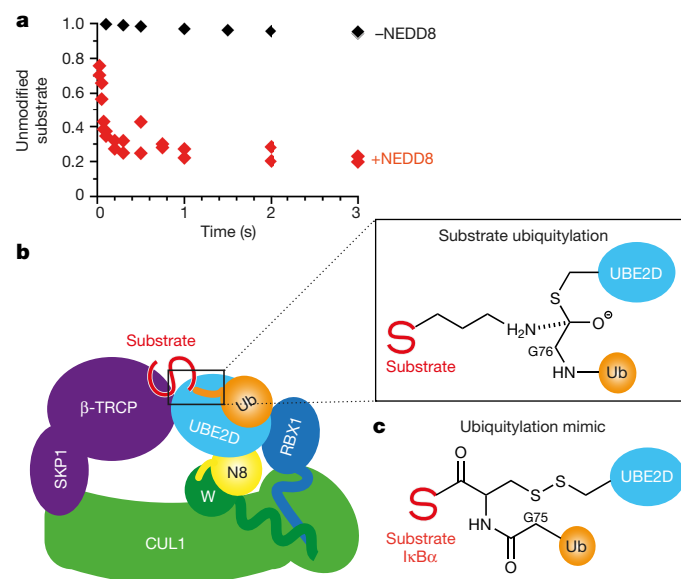 a
1.0
0.8
0.6
0.4
0.2
0
Unmodified
substrate
−NEDD8
+NEDD8
0
1
2
3
Time (s)
b
Substrate
β-TRCP
UBE2D
Ub
RBX1
SKP1
N8
W
CUL1
Substrate ubiquitylation
UBE2D
S
H₂N
O⊖
G76
S
Substrate
HN
Ub
c
Ubiquitylation mimic
O
S
S
UBE2D
S
Substrate
IκBα
HN
G75
O
Ub